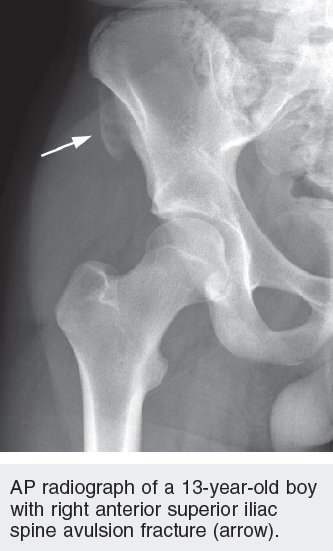 AP radiograph of a 13-year-old boy
with right anterior superior iliac
spine avulsion fracture (arrow).